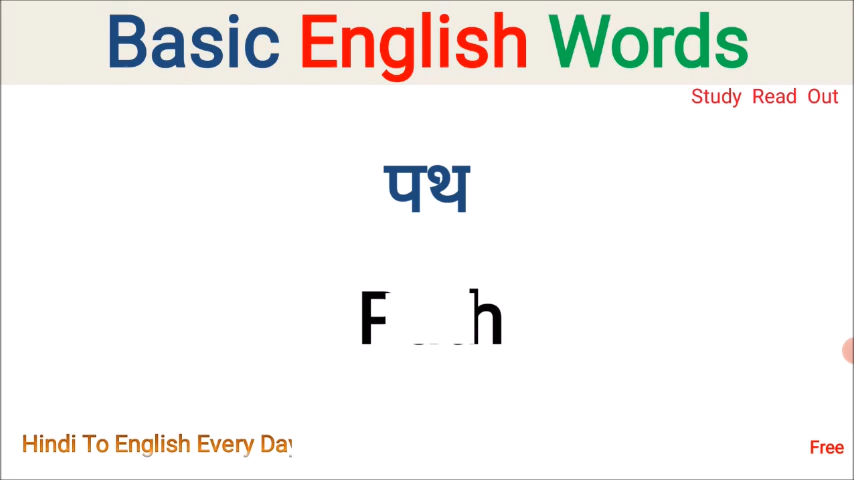 Basic English Words
Study Read Out
पथ
Hindi To English Every Day
Free